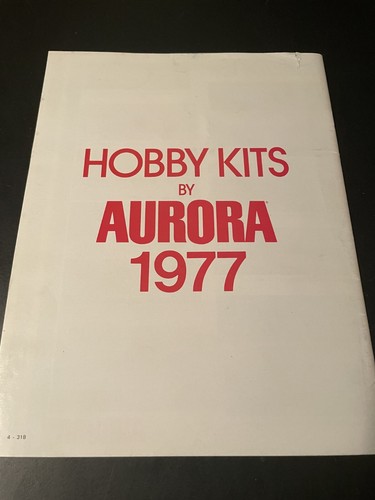 HOBBY KITS
BY
AURORA
1977
4 - 318